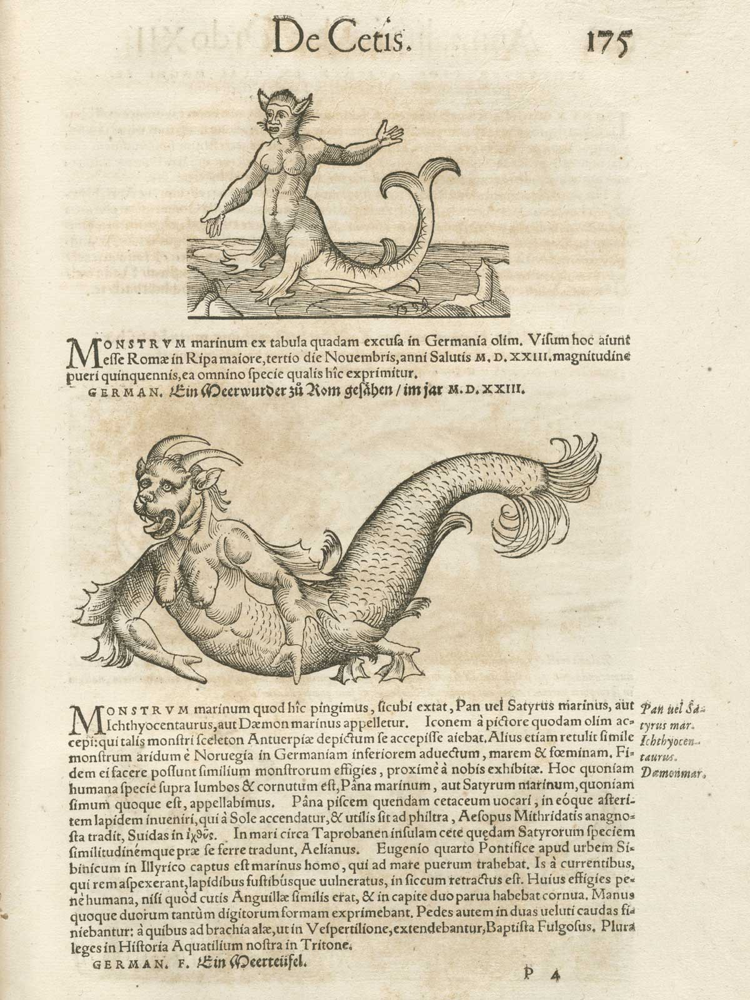 De Cetis. 175
MONSTRVM marinum ex tabula quadam excusa in Germania olim. Visum hoc aiunt
esse Romæ in Ripa maiore, tertio die Nouembris, anni Salutis M. D. XXIII. magnitudine
pueri quinquennis, ea omnino specie qualis hîc exprimitur.
GERMAN. Ein Meerwunder zů Rom gesåhen / im jar M.D.XXIII.
MONSTRVM marinum quod hîc pingimus, sicubi extat, Pan uel Satyrus marinus, aut
Ichthyocentaurus, aut Dæmon marinus appelletur. Iconem à pictore quodam olim ac-
cepi: qui talis monstri sceleton Antuerpiæ depictum se accepisse aiebat. Alius etiam retulit simile
monstrum aridum è Noruegia in Germaniam inferiorem aduectum, marem & fœminam. Fi-
dem ei facere possunt similium monstrorum effigies, proximè à nobis exhibitæ. Hoc quoniam
humana specie supra lumbos & cornutum est, Pâna marinum, aut Satyrum marinum, quoniam
simum quoque est, appellabimus. Pâna piscem quendam cetaceum uocari, in eóque asteri-
tem lapidem inueniri, qui à Sole accendatur, & utilis sit ad philtra, Aesopus Mithridatis anagno-
sta tradit, Suidas in ἰχθῦς. In mari circa Taprobanen insulam cete quędam Satyrorum speciem
similitudinémque præ se ferre tradunt, Aelianus. Eugenio quarto Pontifice apud urbem Si-
binicum in Illyrico captus est marinus homo, qui ad mare puerum trahebat. Is à currentibus,
qui rem aspexerant, lapidibus fustibúsque uulneratus, in siccum retractus est. Huius effigies pe-
nè humana, nisi quòd cutis Anguillæ similis erat, & in capite duo parua habebat cornua. Manus
quoque duorum tantùm digitorum formam exprimebant. Pedes autem in duas ueluti caudas fi-
niebantur: à quibus ad brachia alæ, ut in Vespertilione, extendebantur, Baptista Fulgosus. Plura
leges in Historia Aquatilium nostra in Tritone.
GERMAN. F. Ein Meerteüfel.
Pan uel Sa-
tyrus mar.
Ichthyocen-
taurus.
Dæmon mar.
P 4